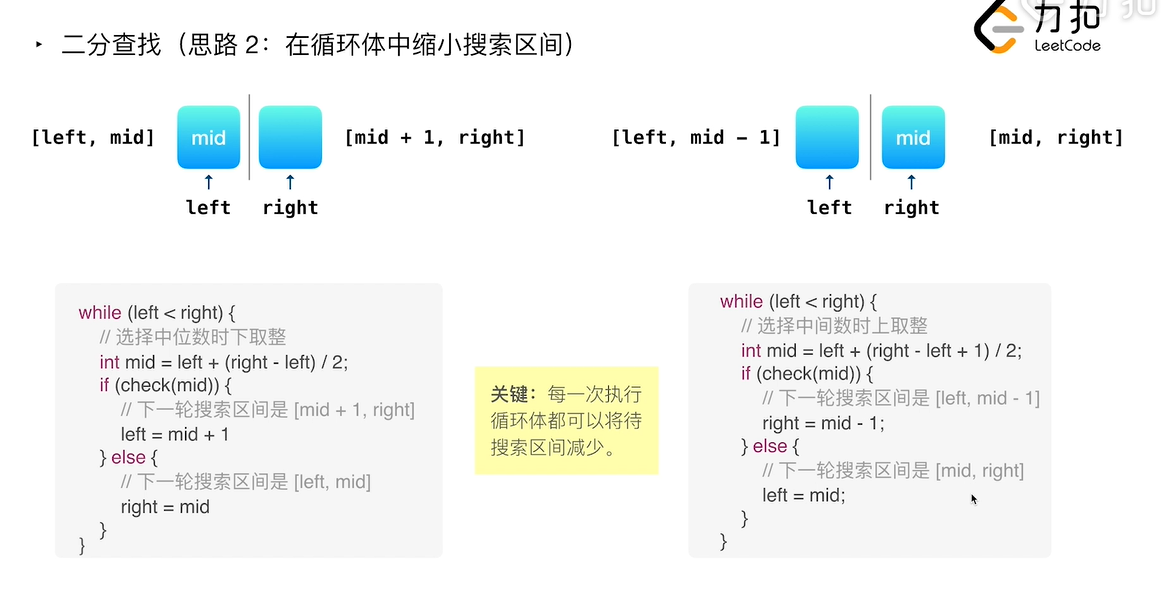 ‣ 二分查找（思路 2：在循环体中缩小搜索区间）
力扣
LeetCode
[left, mid]
mid
[mid + 1, right]
left
right
[left, mid - 1]
mid
[mid, right]
left
right
while (left < right) {
// 选择中位数时下取整
int mid = left + (right - left) / 2;
if (check(mid)) {
// 下一轮搜索区间是 [mid + 1, right]
left = mid + 1
} else {
// 下一轮搜索区间是 [left, mid]
right = mid
}
}
关键：每一次执行
循环体都可以将待
搜索区间减少。
while (left < right) {
// 选择中间数时上取整
int mid = left + (right - left + 1) / 2;
if (check(mid)) {
// 下一轮搜索区间是 [left, mid - 1]
right = mid - 1;
} else {
// 下一轮搜索区间是 [mid, right]
left = mid;
}
}